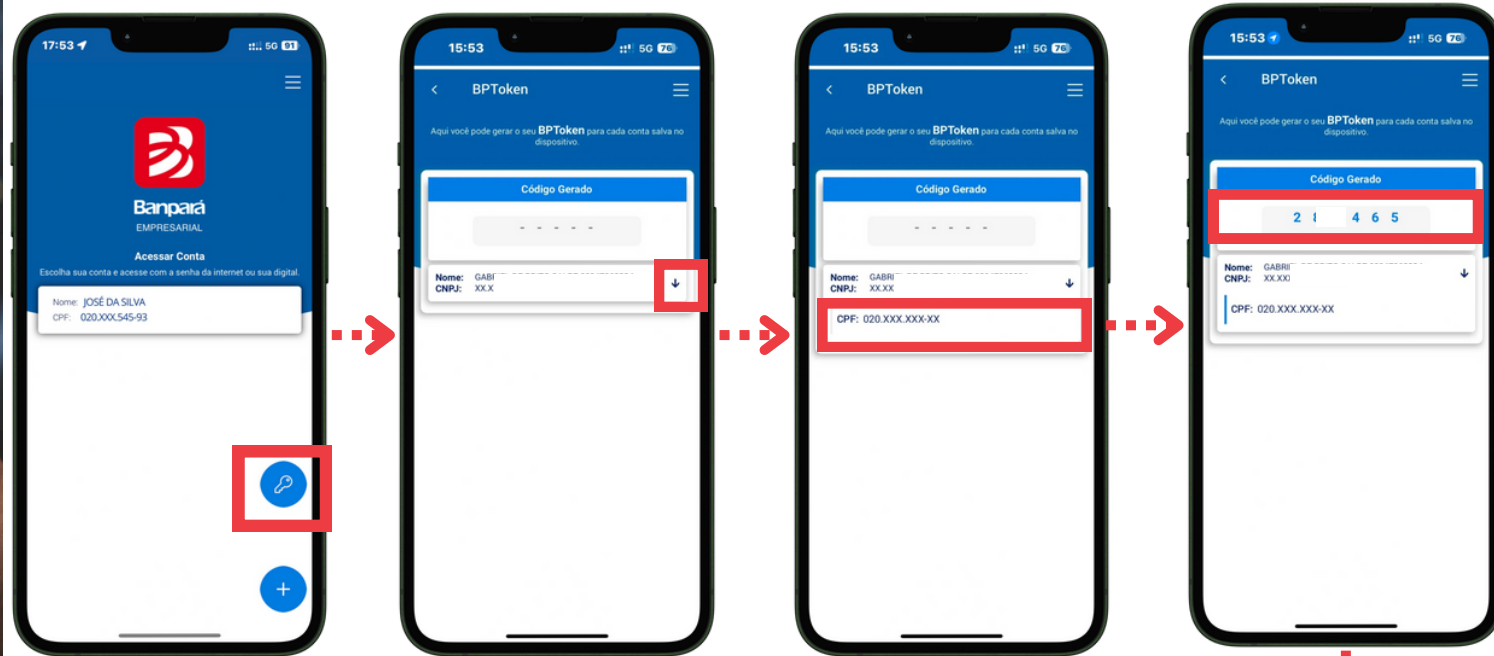 17:53
5G 91
Banpará
EMPRESARIAL
Acessar Conta
Escolha sua conta e acesse com a senha da internet ou sua digital.
Nome: JOSÉ DA SILVA
CPF: 020.XXX.545-93
15:53
5G 76
BPToken
Aqui você pode gerar o seu BPToken para cada conta salva no
dispositivo.
Código Gerado
- - - - -
Nome: GABRI
CNPJ: XX.X
15:53
5G 76
BPToken
Aqui você pode gerar o seu BPToken para cada conta salva no
dispositivo.
Código Gerado
- - - - -
Nome: GABRI
CNPJ: XX.XX
CPF: 020.XXX.XXX-XX
15:53
5G 76
BPToken
Aqui você pode gerar o seu BPToken para cada conta salva no
dispositivo.
Código Gerado
2 8 4 6 5
Nome: GABRI
CNPJ: XX.XX
CPF: 020.XXX.XXX-XX